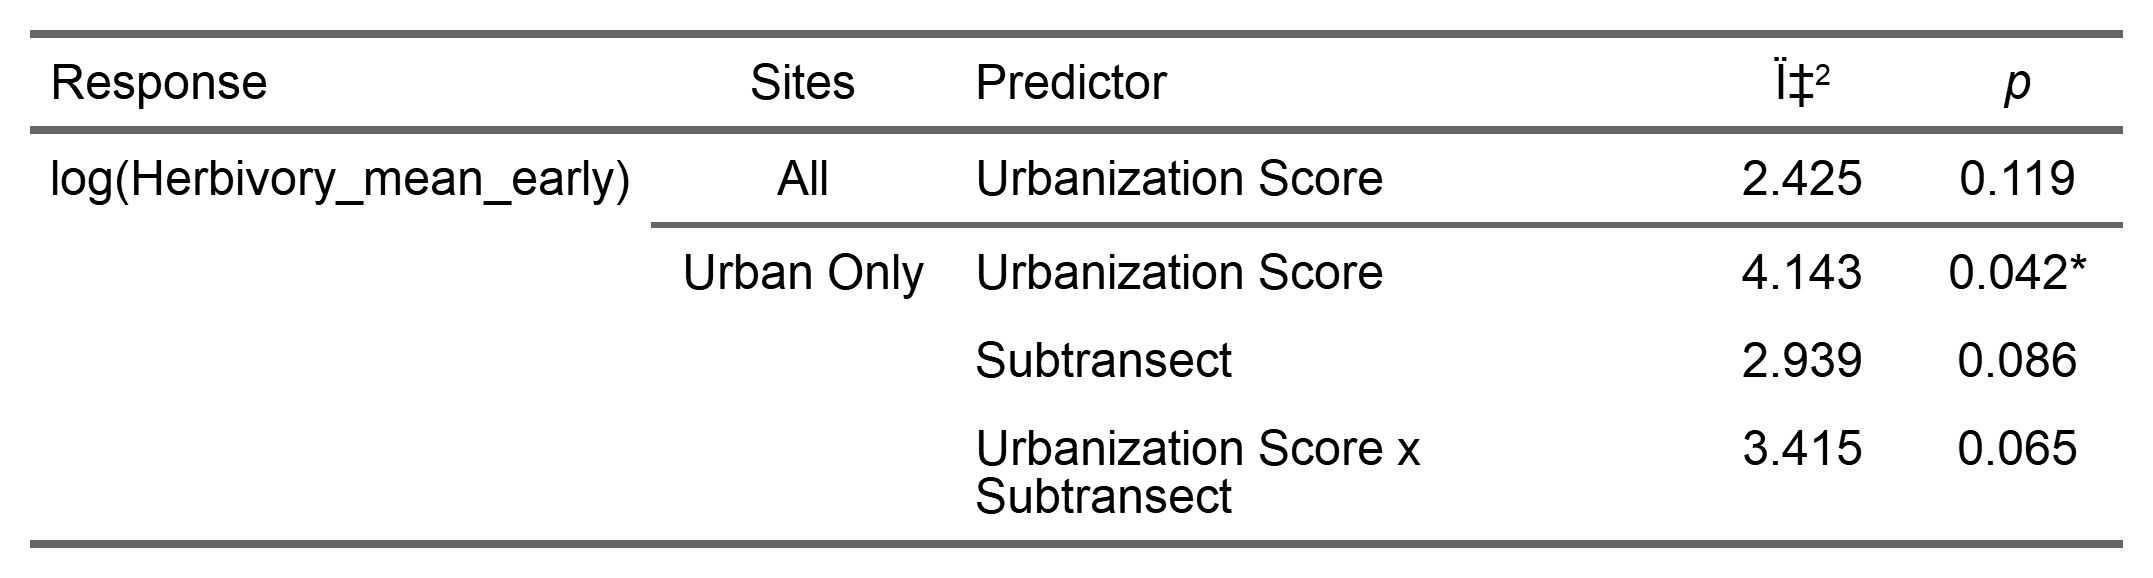 Response Sites Predictor Ï‡² p
log(Herbivory_mean_early) All Urbanization Score 2.425 0.119
Urban Only Urbanization Score 4.143 0.042*
Subtransect 2.939 0.086
Urbanization Score x 3.415 0.065
Subtransect